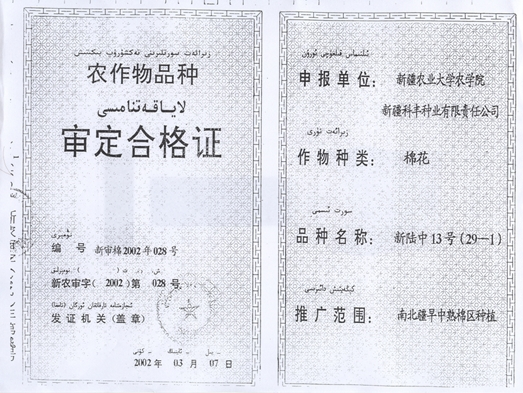 زىرائەت سورتلىرىنى تەكشۈرۈپ بېكىتىش
农作物品种
لاياقەتنامىسى
审定合格证
نومۇرى
编 号 新审棉2002年028号
新农审字( 2002 )第 028 号
发证机关(盖章)
يىل ئاينىڭ كۈنى
2002 年 03 月 07 日
ئىلتىماس قىلغۇچى ئورۇن
申报单位: 新疆农业大学农学院
新疆科丰种业有限责任公司
زىرائەت تۈرى
作物种类: 棉花
سورت ئىسمى
品种名称: 新陆中13号(29—1)
كېڭەيتىش دائىرىسى
推广范围: 南北疆早中熟棉区种植